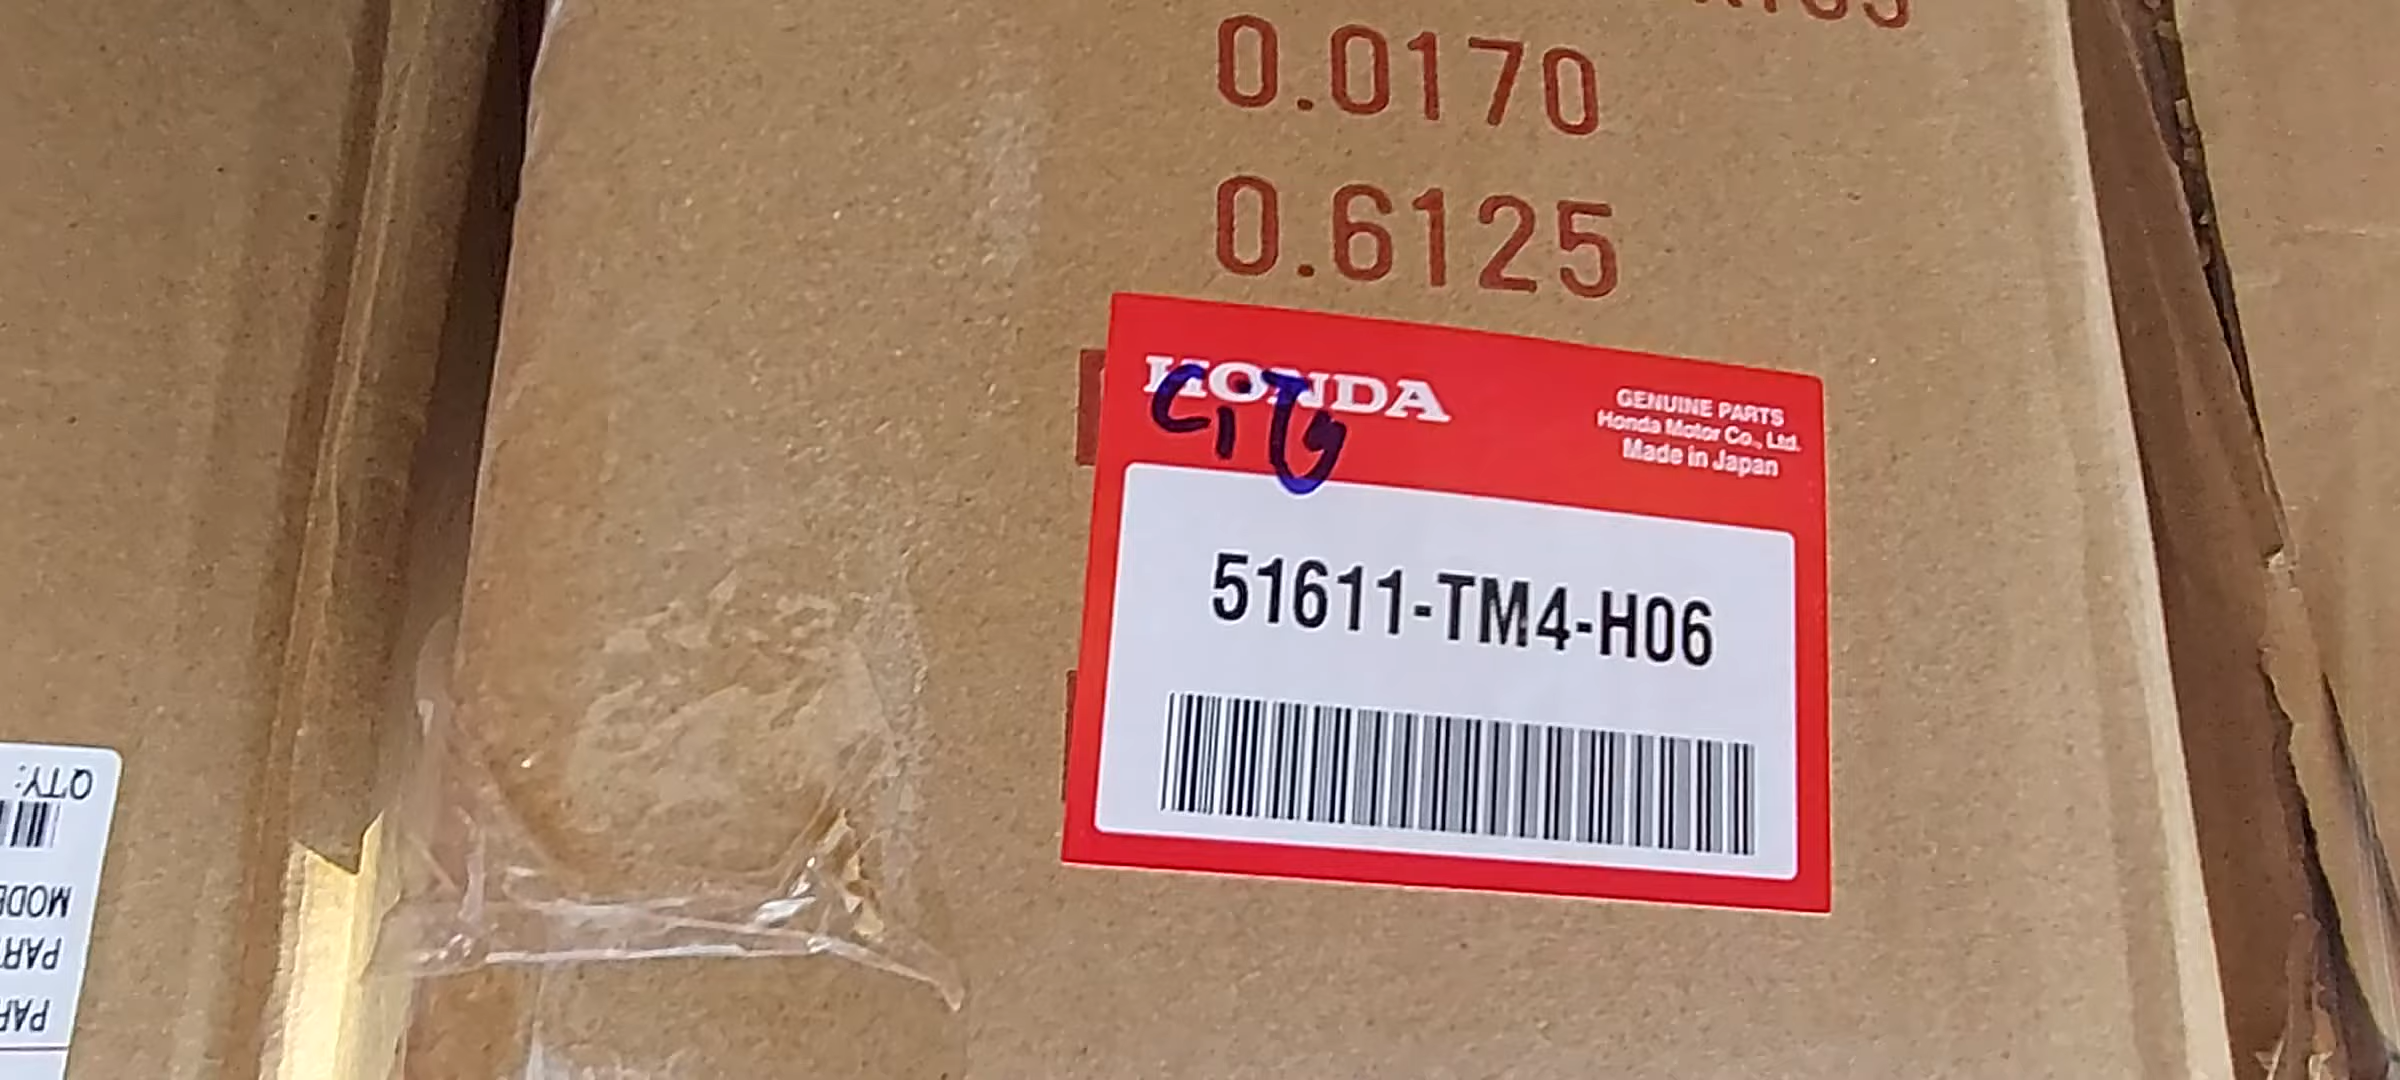 0.0170
0.6125
HONDA
City
GENUINE PARTS
Honda Motor Co., Ltd.
Made in Japan
51611-TM4-H06
QTY: